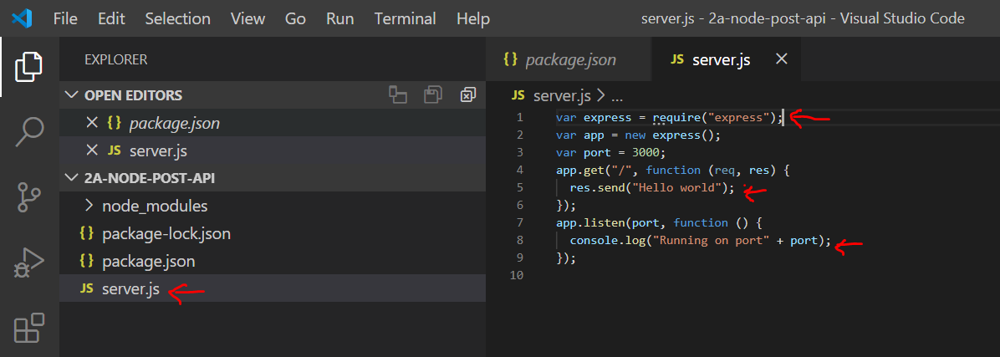 File Edit Selection View Go Run Terminal Help server.js - 2a-node-post-api - Visual Studio Code
EXPLORER
OPEN EDITORS
{} package.json
JS server.js
2A-NODE-POST-API
node_modules
{} package-lock.json
{} package.json
JS server.js
{} package.json JS server.js
JS server.js > ...
1 var express = require("express");
2 var app = new express();
3 var port = 3000;
4 app.get("/", function (req, res) {
5 res.send("Hello world");
6 });
7 app.listen(port, function () {
8 console.log("Running on port" + port);
9 });
10